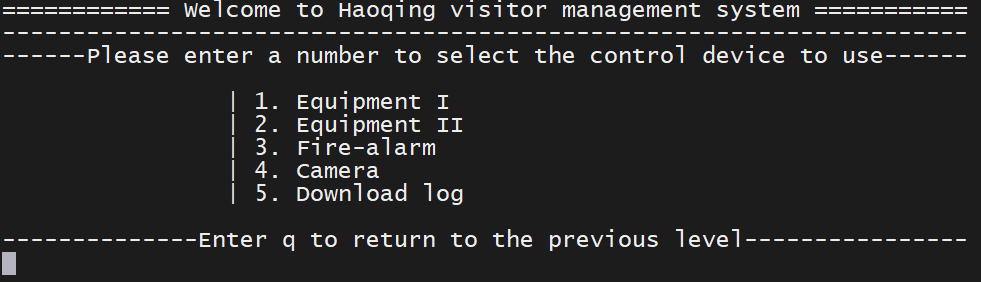 ============ Welcome to Haoqing visitor management system ===========
---------------------------------------------------------------------
------Please enter a number to select the control device to use------
| 1. Equipment I
| 2. Equipment II
| 3. Fire-alarm
| 4. Camera
| 5. Download log
--------------Enter q to return to the previous level----------------